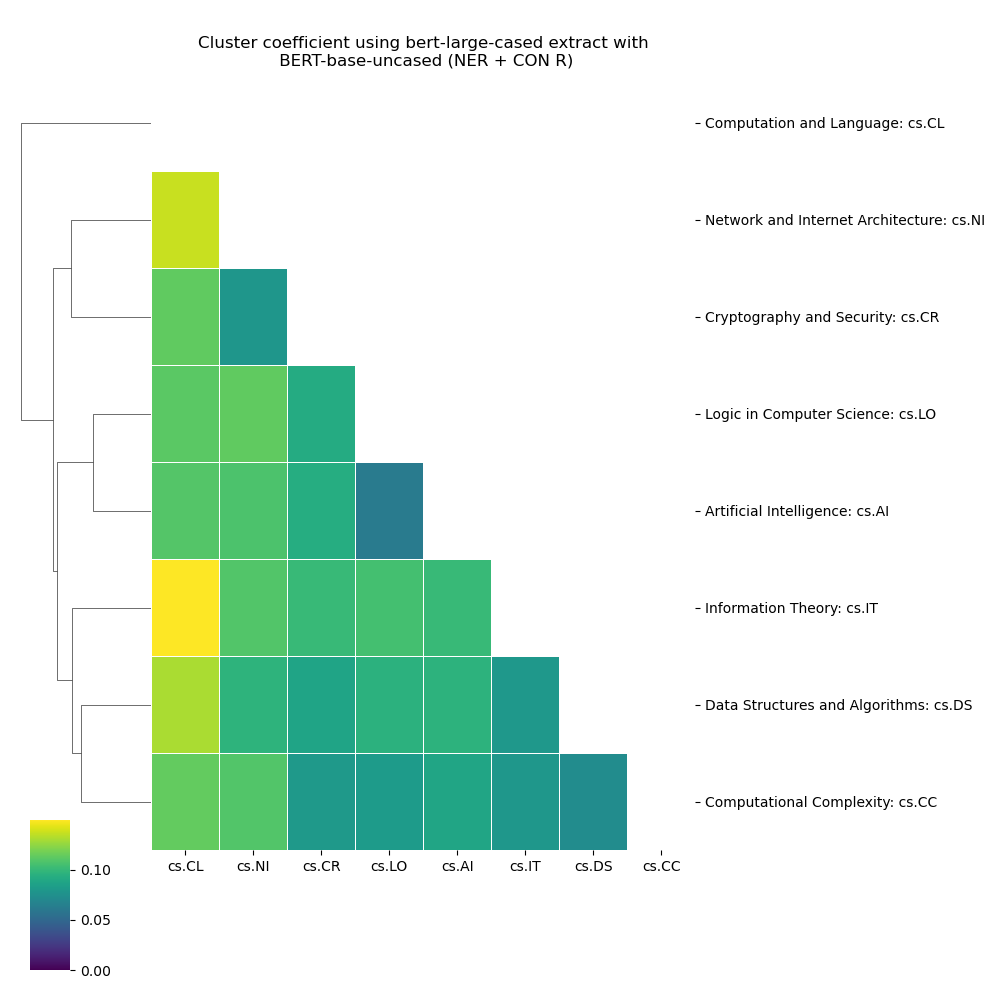 Cluster coefficient using bert-large-cased extract with
BERT-base-uncased (NER + CON R)
Computation and Language: cs.CL
Network and Internet Architecture: cs.NI
Cryptography and Security: cs.CR
Logic in Computer Science: cs.LO
Artificial Intelligence: cs.AI
Information Theory: cs.IT
Data Structures and Algorithms: cs.DS
Computational Complexity: cs.CC
cs.CL cs.NI cs.CR cs.LO cs.AI cs.IT cs.DS cs.CC
0.10
0.05
0.00